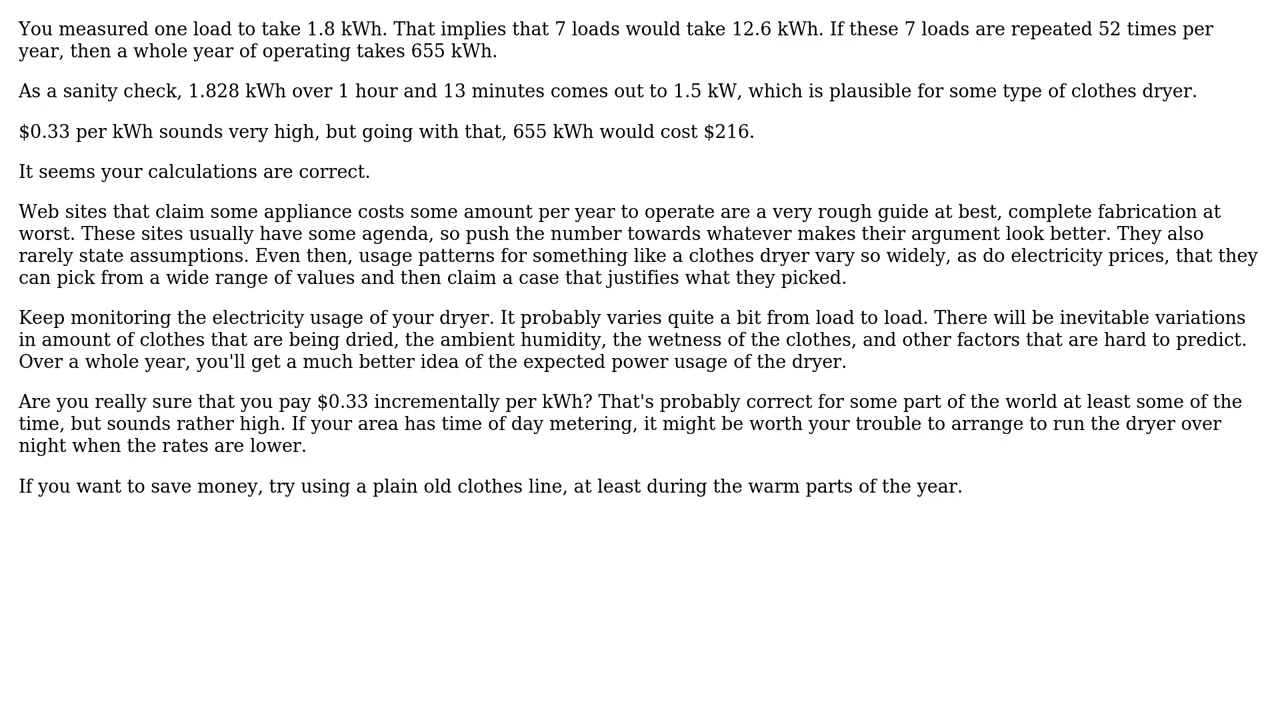 You measured one load to take 1.8 kWh. That implies that 7 loads would take 12.6 kWh. If these 7 loads are repeated 52 times per
year, then a whole year of operating takes 655 kWh.
As a sanity check, 1.828 kWh over 1 hour and 13 minutes comes out to 1.5 kW, which is plausible for some type of clothes dryer.
$0.33 per kWh sounds very high, but going with that, 655 kWh would cost $216.
It seems your calculations are correct.
Web sites that claim some appliance costs some amount per year to operate are a very rough guide at best, complete fabrication at
worst. These sites usually have some agenda, so push the number towards whatever makes their argument look better. They also
rarely state assumptions. Even then, usage patterns for something like a clothes dryer vary so widely, as do electricity prices, that they
can pick from a wide range of values and then claim a case that justifies what they picked.
Keep monitoring the electricity usage of your dryer. It probably varies quite a bit from load to load. There will be inevitable variations
in amount of clothes that are being dried, the ambient humidity, the wetness of the clothes, and other factors that are hard to predict.
Over a whole year, you'll get a much better idea of the expected power usage of the dryer.
Are you really sure that you pay $0.33 incrementally per kWh? That's probably correct for some part of the world at least some of the
time, but sounds rather high. If your area has time of day metering, it might be worth your trouble to arrange to run the dryer over
night when the rates are lower.
If you want to save money, try using a plain old clothes line, at least during the warm parts of the year.